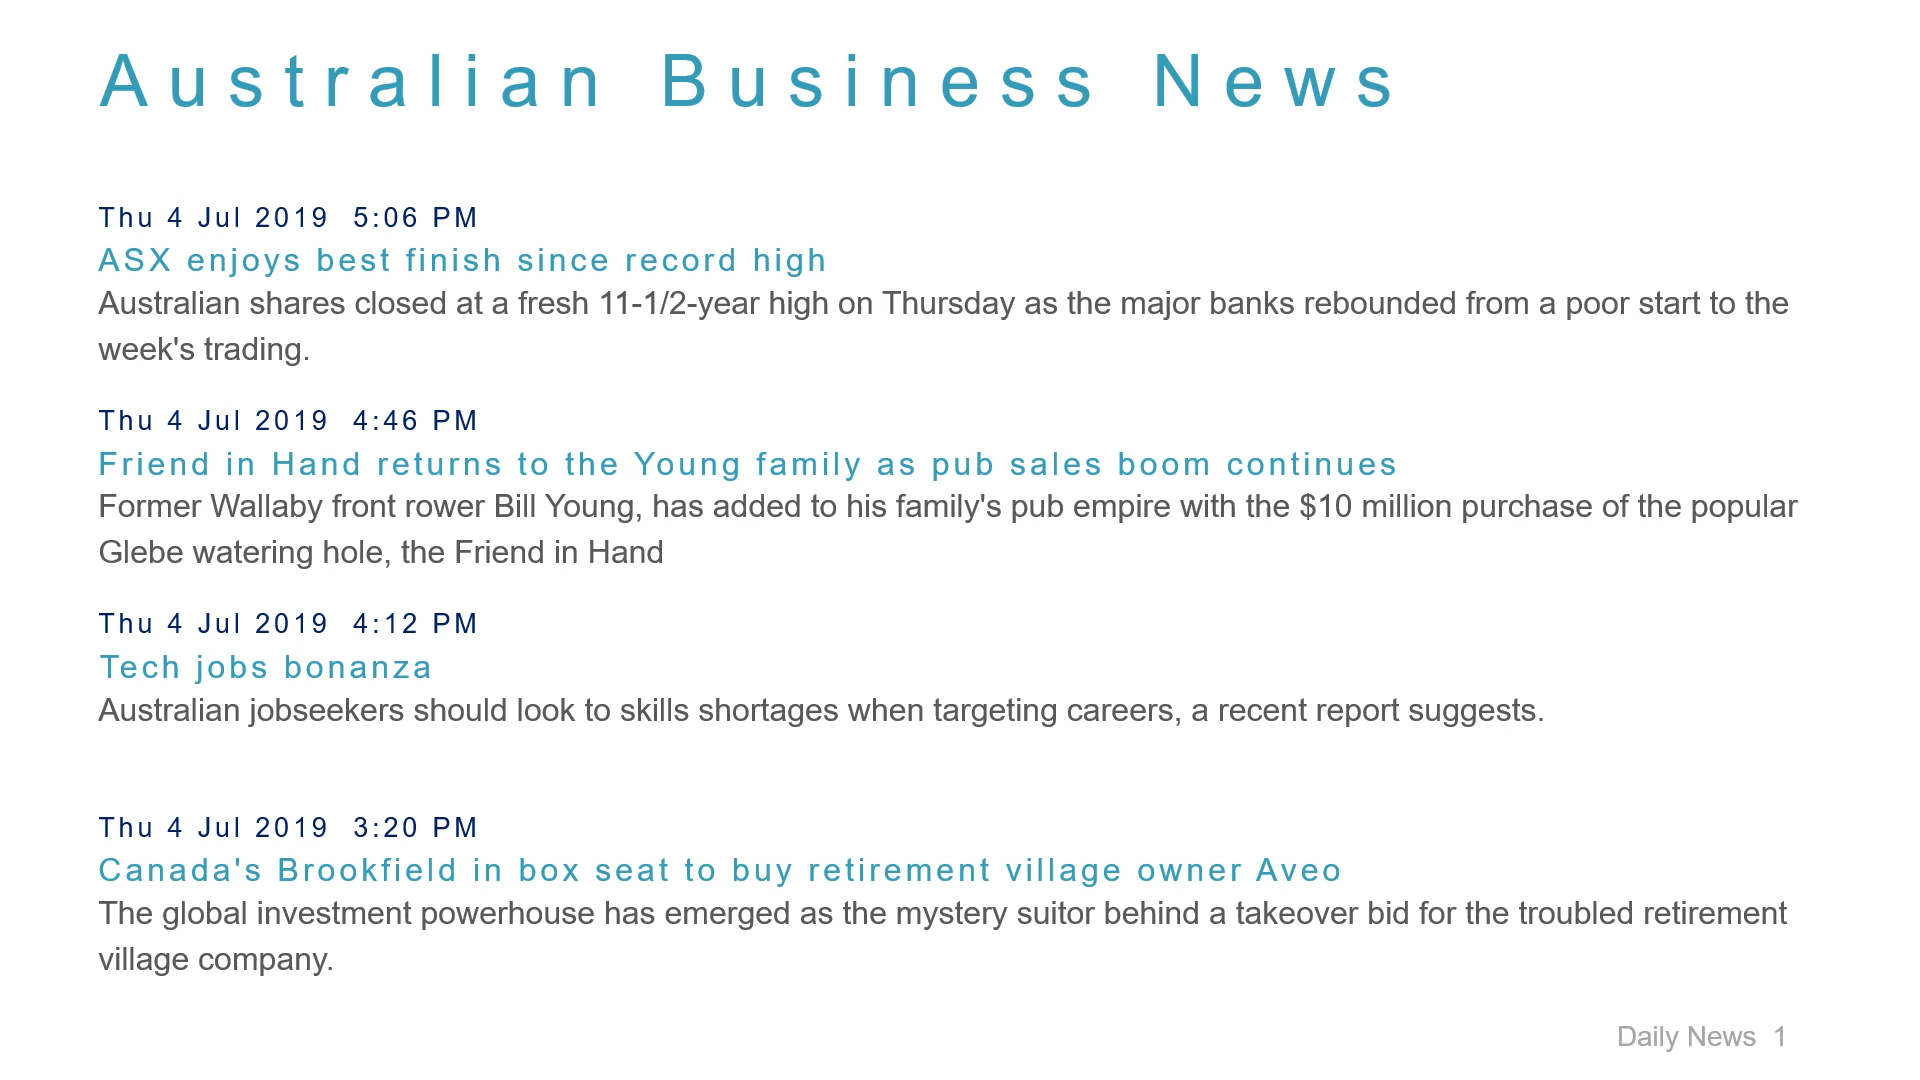 Australian Business News
Thu 4 Jul 2019  5:06 PM
ASX enjoys best finish since record high
Australian shares closed at a fresh 11-1/2-year high on Thursday as the major banks rebounded from a poor start to the
week's trading.
Thu 4 Jul 2019  4:46 PM
Friend in Hand returns to the Young family as pub sales boom continues
Former Wallaby front rower Bill Young, has added to his family's pub empire with the $10 million purchase of the popular
Glebe watering hole, the Friend in Hand
Thu 4 Jul 2019  4:12 PM
Tech jobs bonanza
Australian jobseekers should look to skills shortages when targeting careers, a recent report suggests.
Thu 4 Jul 2019  3:20 PM
Canada's Brookfield in box seat to buy retirement village owner Aveo
The global investment powerhouse has emerged as the mystery suitor behind a takeover bid for the troubled retirement
village company.
Daily News  1